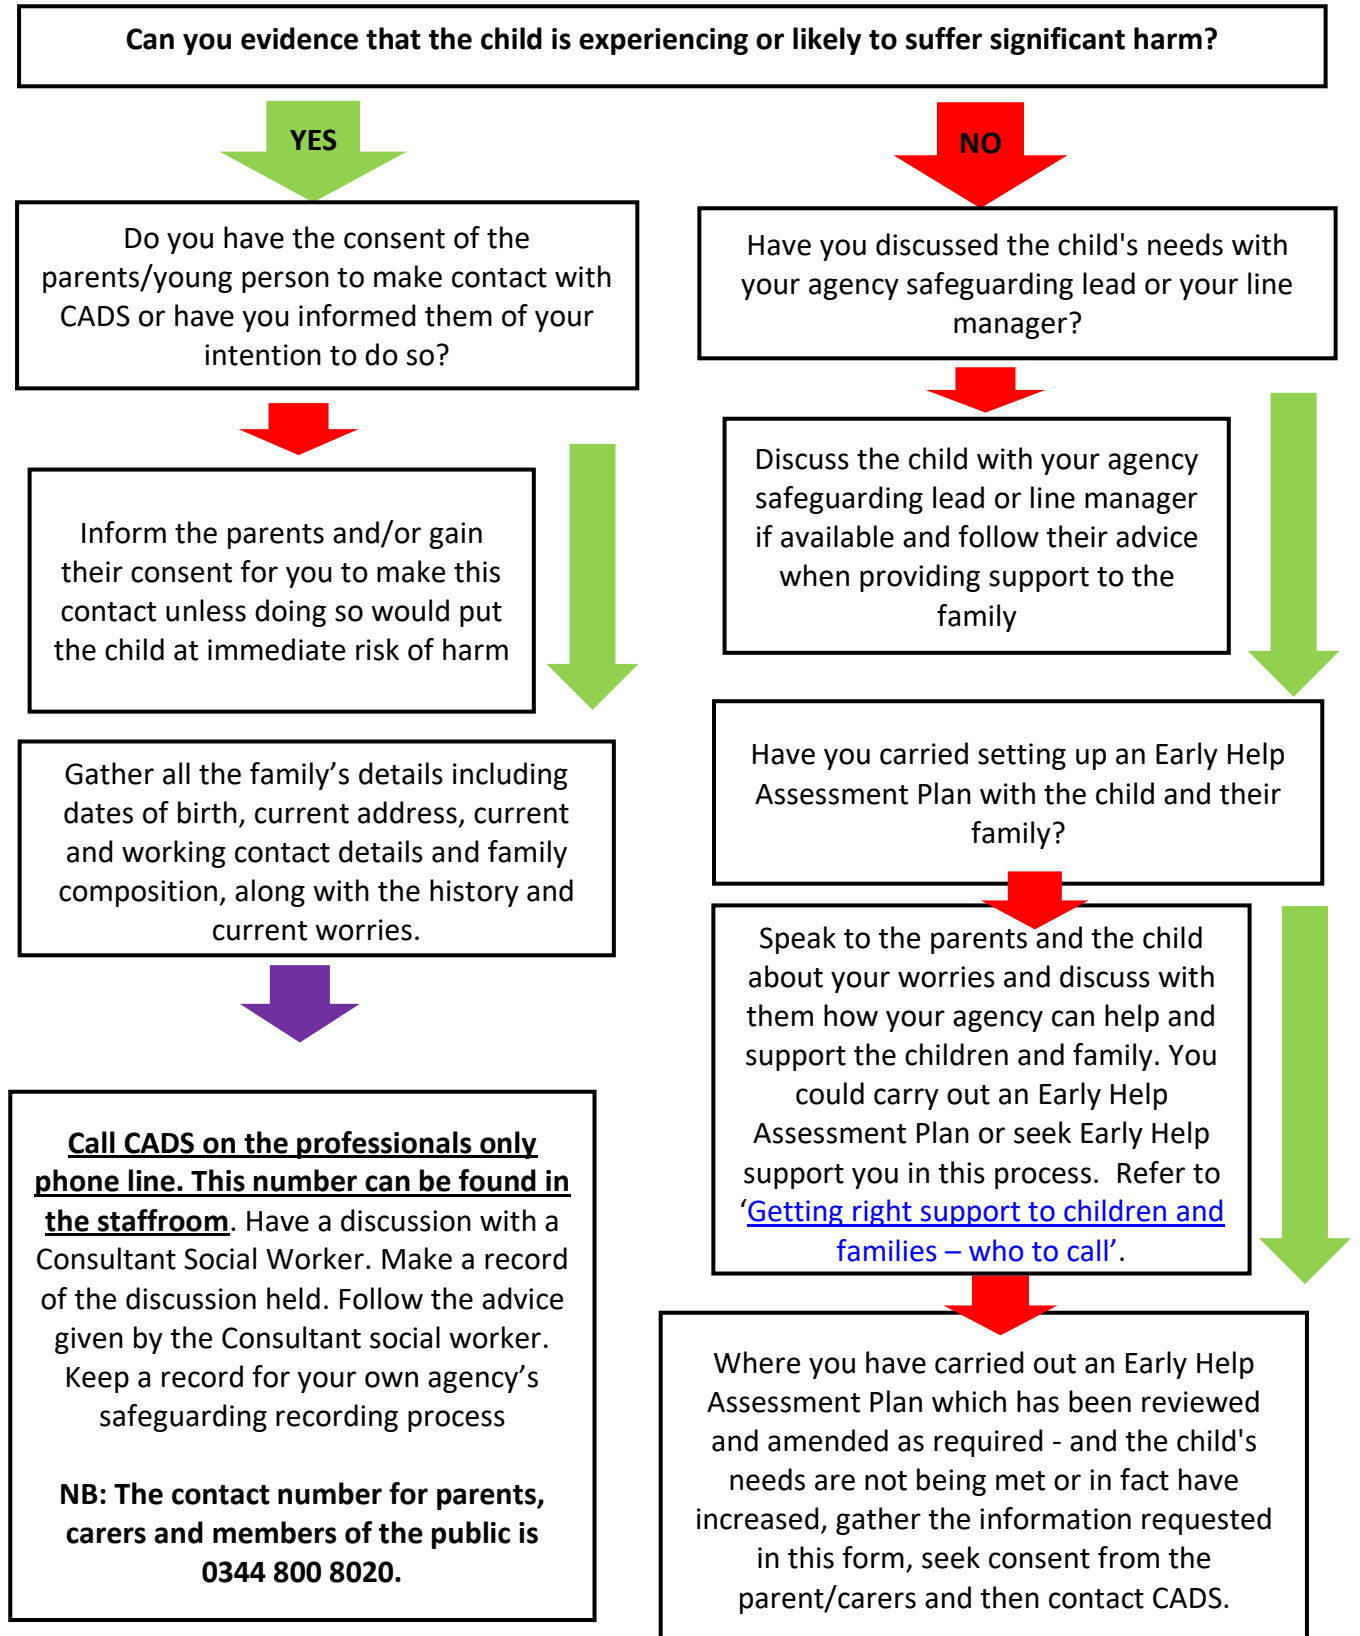 Can you evidence that the child is experiencing or likely to suffer significant harm?
YES
NO
Do you have the consent of the
parents/young person to make contact with
CADS or have you informed them of your
intention to do so?
Have you discussed the child's needs with
your agency safeguarding lead or your line
manager?
Inform the parents and/or gain
their consent for you to make this
contact unless doing so would put
the child at immediate risk of harm
Discuss the child with your agency
safeguarding lead or line manager
if available and follow their advice
when providing support to the
family
Gather all the family’s details including
dates of birth, current address, current
and working contact details and family
composition, along with the history and
current worries.
Have you carried setting up an Early Help
Assessment Plan with the child and their
family?
Speak to the parents and the child
about your worries and discuss with
them how your agency can help and
support the children and family. You
could carry out an Early Help
Assessment Plan or seek Early Help
support you in this process.  Refer to
‘Getting right support to children and
families – who to call’.
Call CADS on the professionals only
phone line. This number can be found in
the staffroom. Have a discussion with a
Consultant Social Worker. Make a record
of the discussion held. Follow the advice
given by the Consultant social worker.
Keep a record for your own agency’s
safeguarding recording process
NB: The contact number for parents,
carers and members of the public is
0344 800 8020.
Where you have carried out an Early Help
Assessment Plan which has been reviewed
and amended as required - and the child's
needs are not being met or in fact have
increased, gather the information requested
in this form, seek consent from the
parent/carers and then contact CADS.